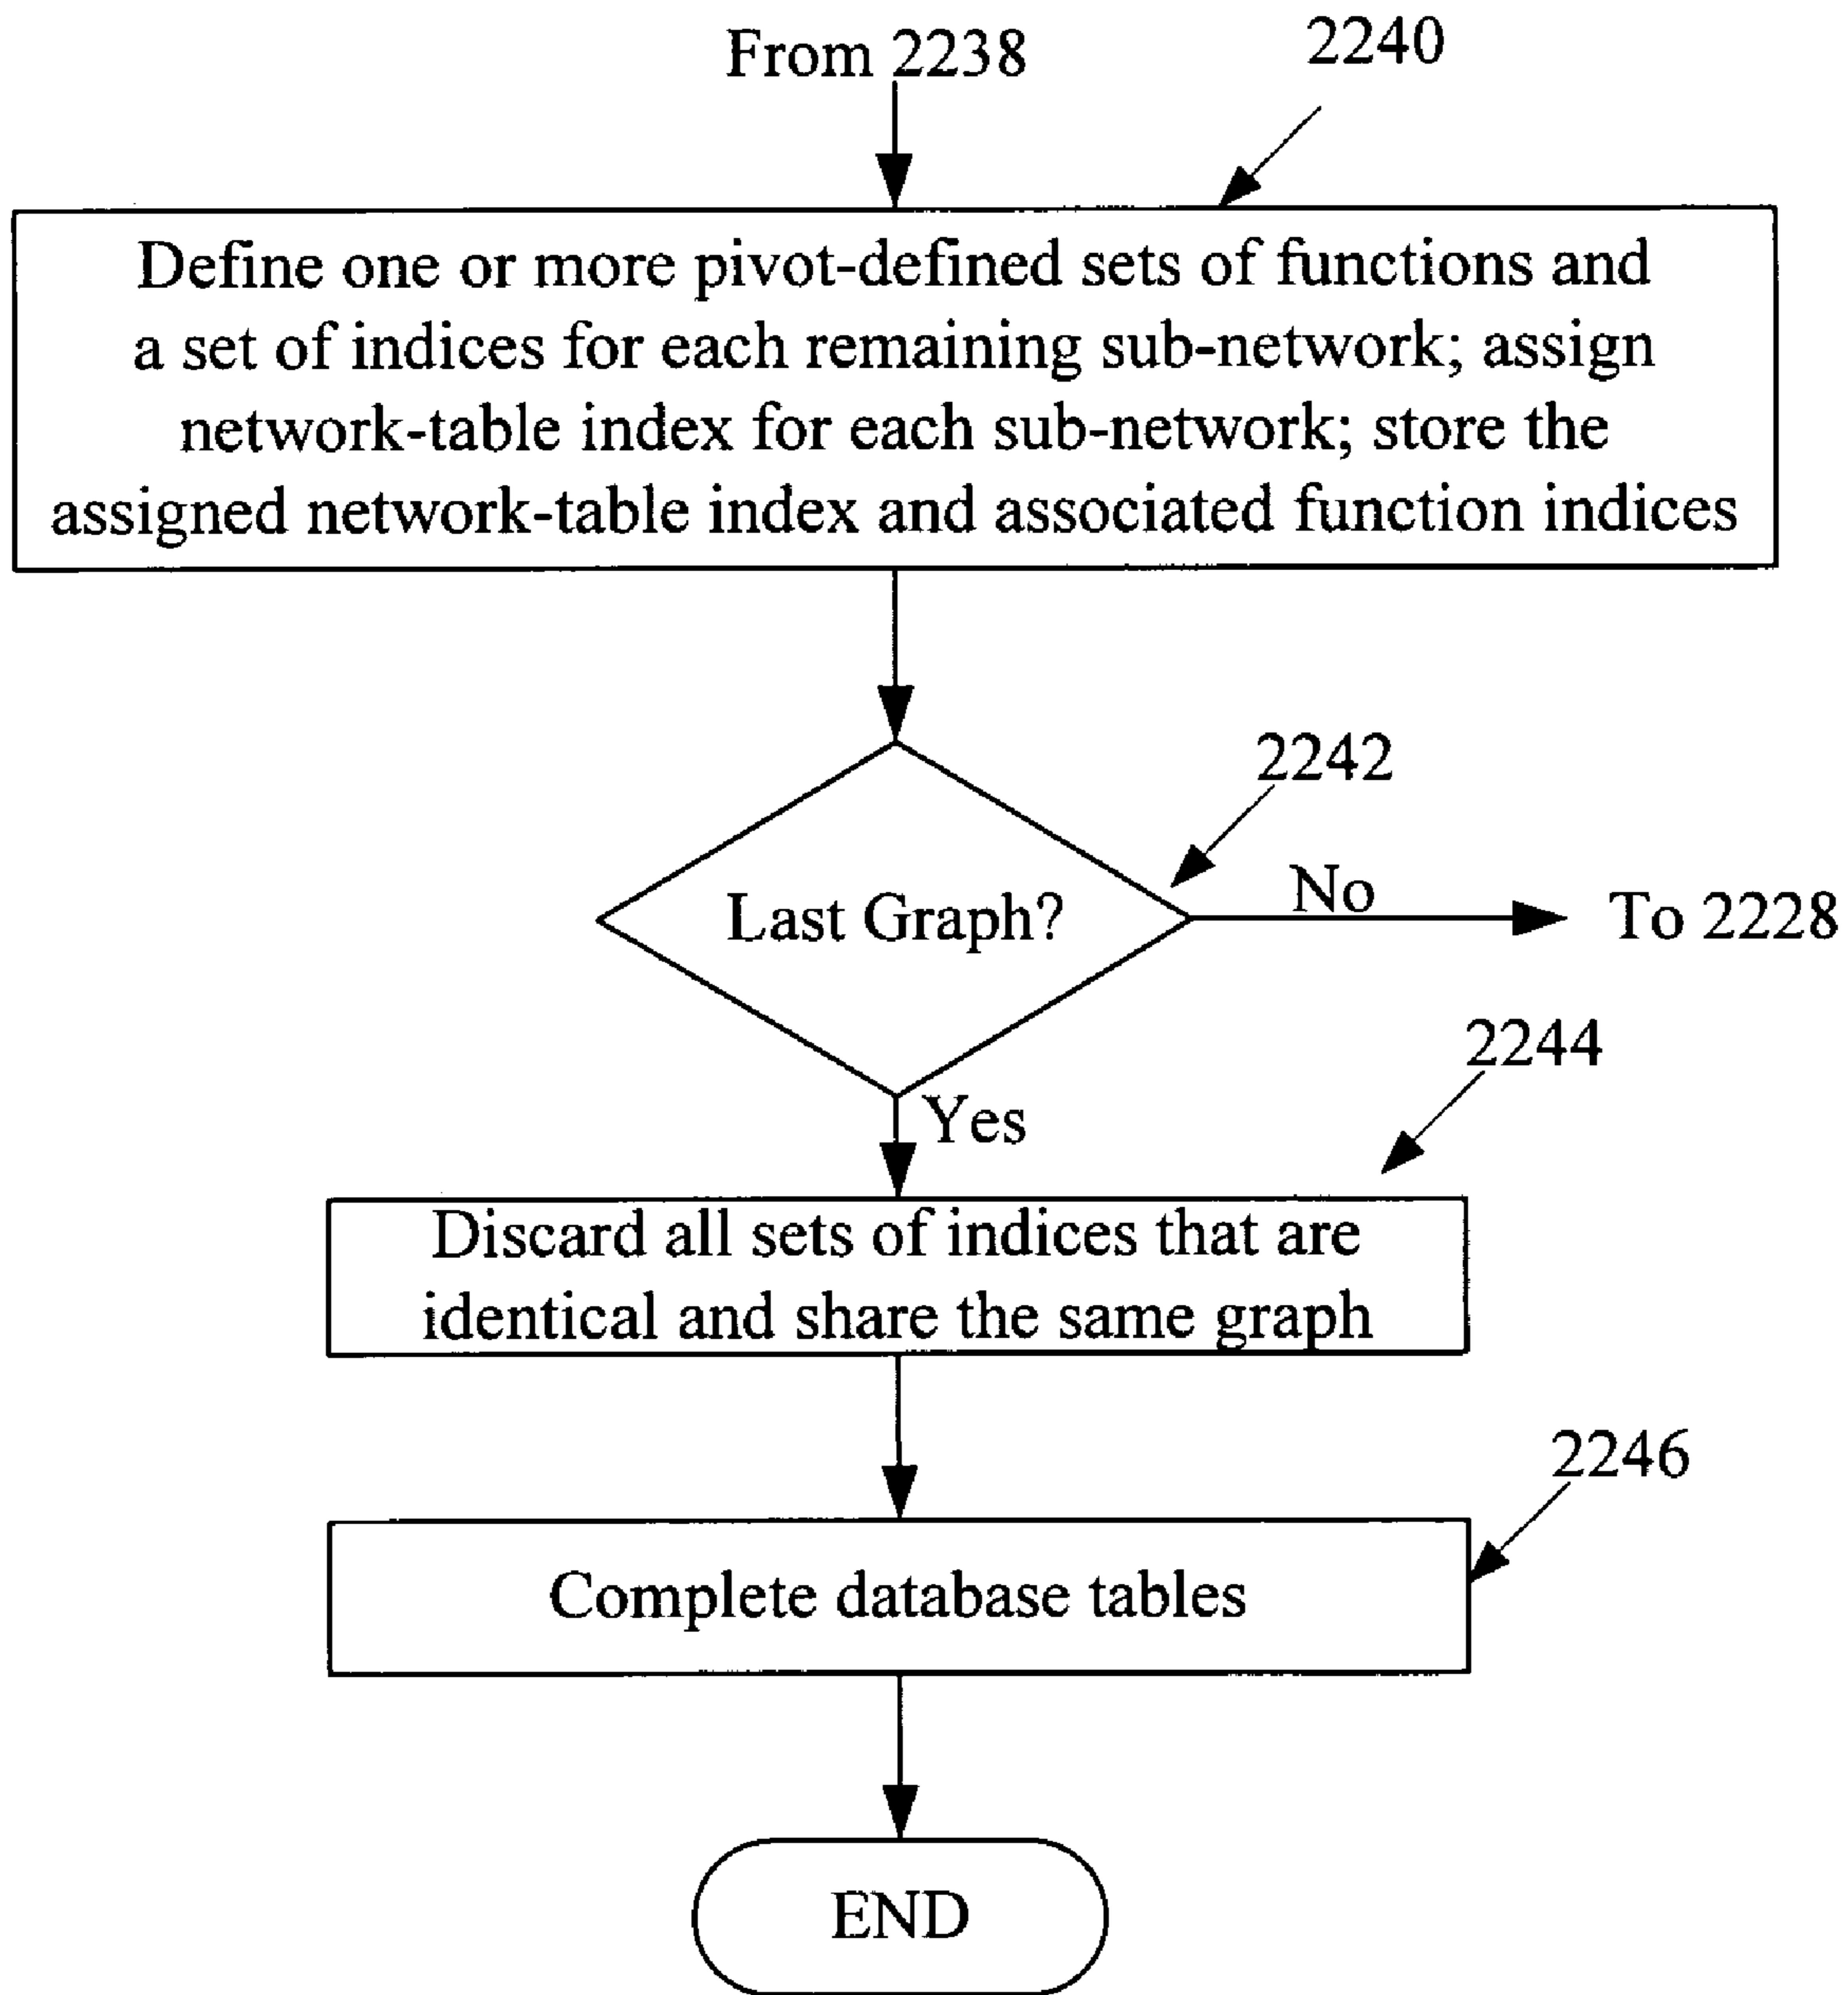 From 2238
2240
Define one or more pivot-defined sets of functions and
a set of indices for each remaining sub-network; assign
network-table index for each sub-network; store the
assigned network-table index and associated function indices
2242
Last Graph?
No
To 2228
2244
Yes
Discard all sets of indices that are
identical and share the same graph
2246
Complete database tables
END